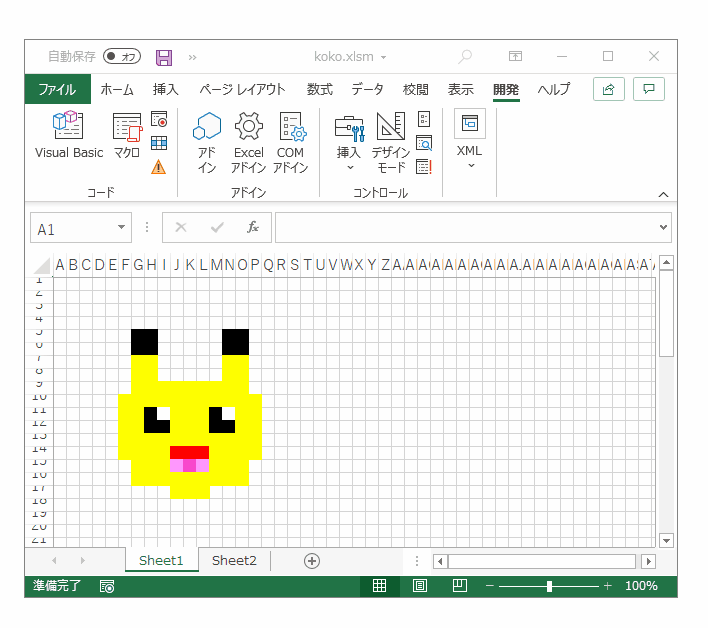 自動保存 オフ koko.xlsm
ファイル ホーム 挿入 ページ レイアウト 数式 校閲 データ 表示 開発 ヘルプ
Visual Basic マクロ アド Excel COM 挿入 デザイン XML
イン アドイン アドイン モード
コード アドイン コントロール
A1 fx
A B C D E F G H I J K L M N O P Q R S T U V W X Y Z
1
2
3
4
5
6
7
8
9
10
11
12
13
14
15
16
17
18
19
20
21
Sheet1 Sheet2
準備完了 100%